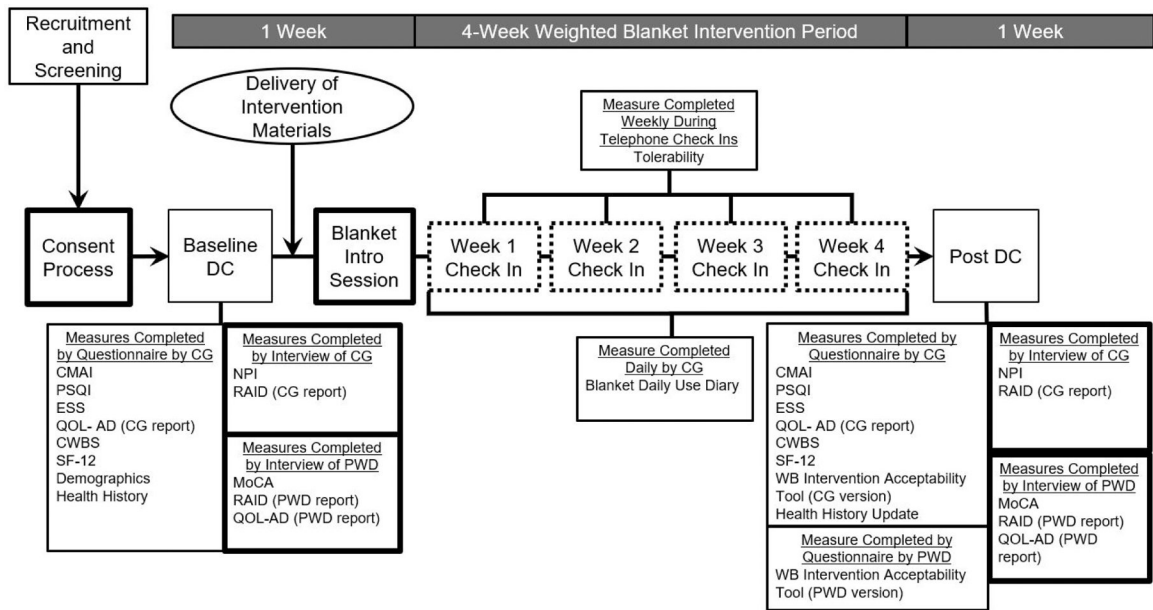 Recruitment
and
Screening
1 Week
4-Week Weighted Blanket Intervention Period
1 Week
Delivery of
Intervention
Materials
Measure Completed
Weekly During
Telephone Check Ins
Tolerability
Consent
Process
Baseline
DC
Blanket
Intro
Session
Week 1
Check In
Week 2
Check In
Week 3
Check In
Week 4
Check In
Post DC
Measures Completed
by Questionnaire by CG
CMAI
PSQI
ESS
QOL- AD (CG report)
CWBS
SF-12
Demographics
Health History
Measures Completed
by Interview of CG
NPI
RAID (CG report)
Measures Completed
by Interview of PWD
MoCA
RAID (PWD report)
QOL-AD (PWD report)
Measure Completed
Daily by CG
Blanket Daily Use Diary
Measures Completed by
Questionnaire by CG
CMAI
PSQI
ESS
QOL- AD (CG report)
CWBS
SF-12
WB Intervention Acceptability
Tool (CG version)
Health History Update
Measure Completed by
Questionnaire by PWD
WB Intervention Acceptability
Tool (PWD version)
Measures Completed
by Interview of CG
NPI
RAID (CG report)
Measures Completed
by Interview of PWD
MoCA
RAID (PWD report)
QOL-AD (PWD
report)